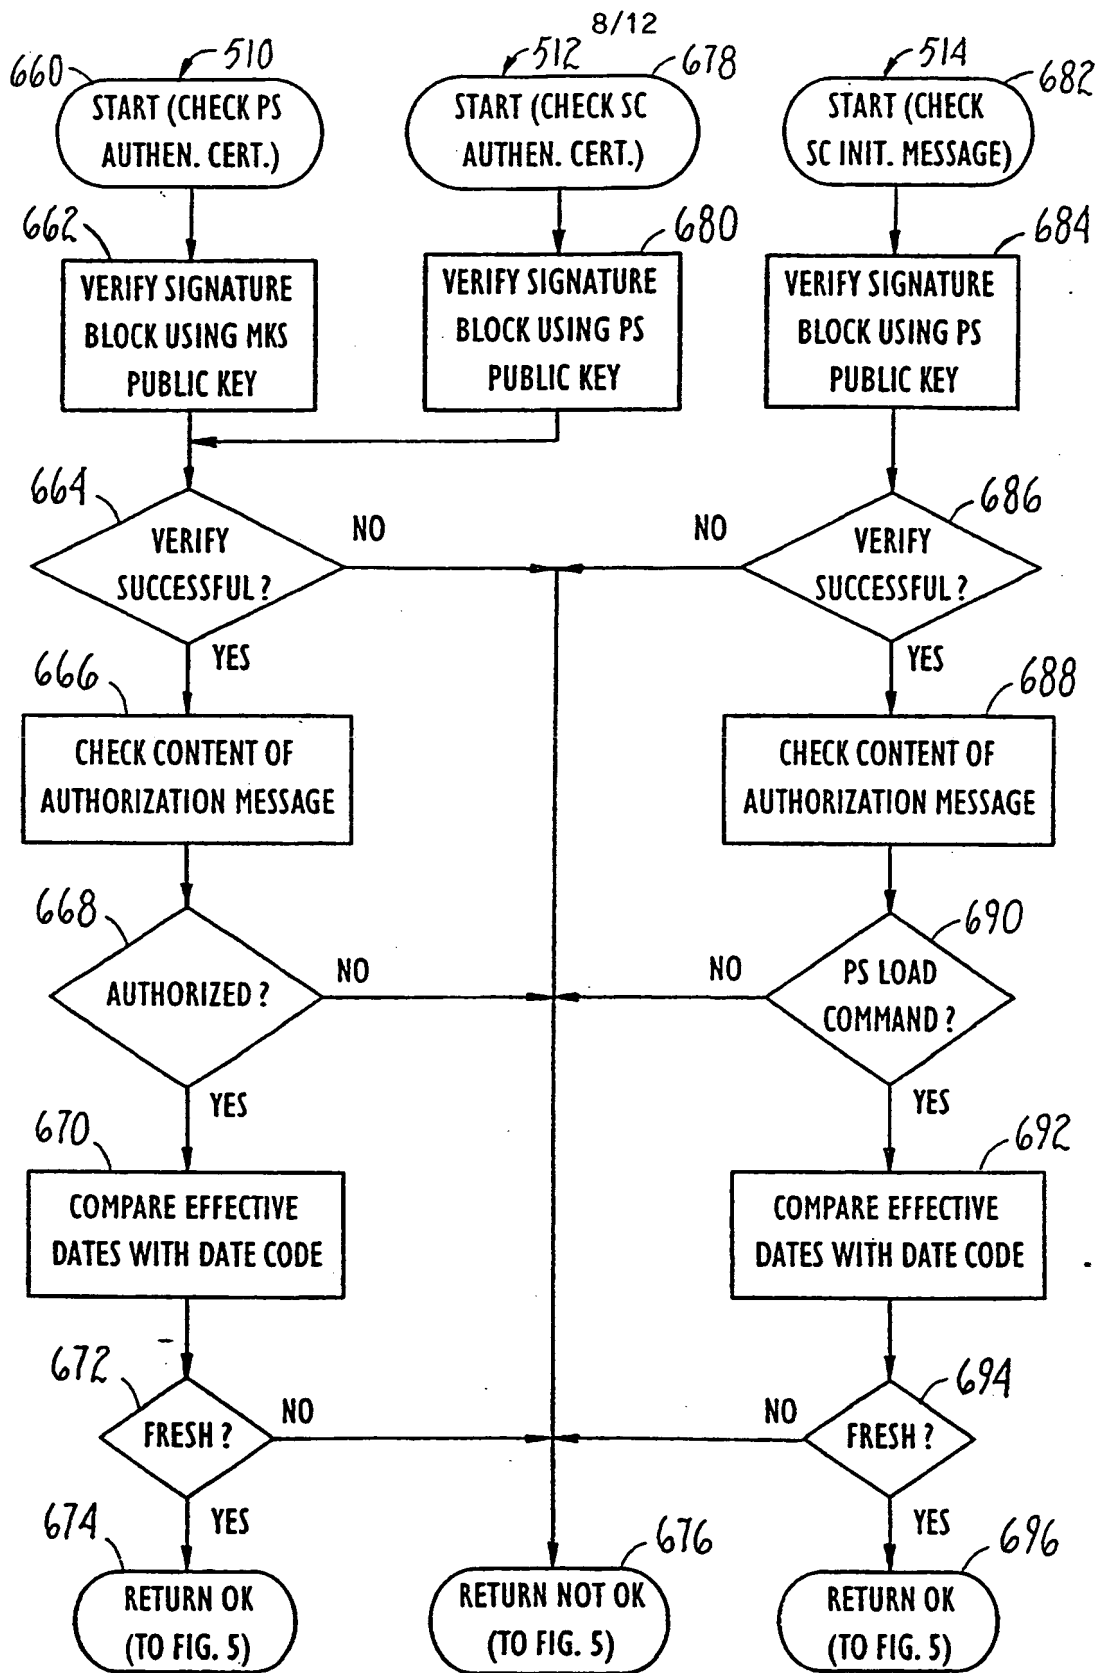 8/12
660
510
START (CHECK PS
AUTHEN. CERT.)
512
678
START (CHECK SC
AUTHEN. CERT.)
514
682
START (CHECK
SC INIT. MESSAGE)
662
VERIFY SIGNATURE
BLOCK USING MKS
PUBLIC KEY
680
VERIFY SIGNATURE
BLOCK USING PS
PUBLIC KEY
684
VERIFY SIGNATURE
BLOCK USING PS
PUBLIC KEY
664
VERIFY
SUCCESSFUL ?
NO
YES
NO
686
VERIFY
SUCCESSFUL ?
YES
666
CHECK CONTENT OF
AUTHORIZATION MESSAGE
688
CHECK CONTENT OF
AUTHORIZATION MESSAGE
668
AUTHORIZED ?
NO
YES
NO
690
PS LOAD
COMMAND ?
YES
670
COMPARE EFFECTIVE
DATES WITH DATE CODE
692
COMPARE EFFECTIVE
DATES WITH DATE CODE
672
FRESH ?
NO
YES
NO
694
FRESH ?
YES
674
RETURN OK
(TO FIG. 5)
676
RETURN NOT OK
(TO FIG. 5)
696
RETURN OK
(TO FIG. 5)